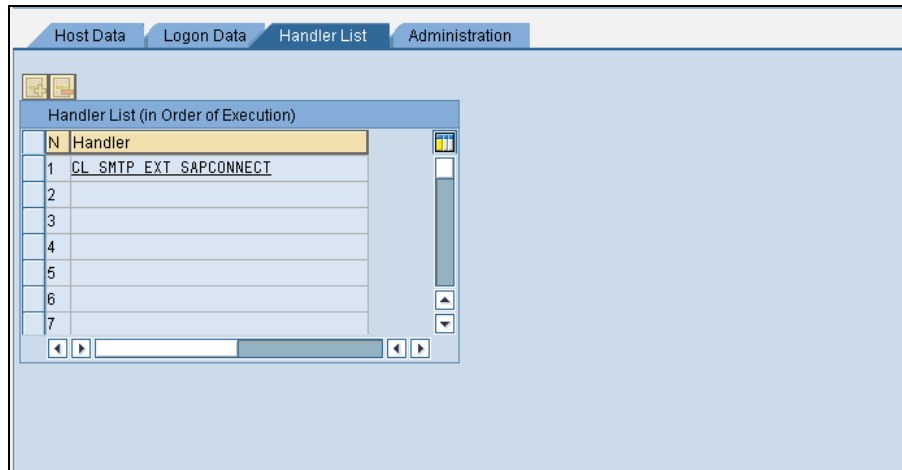 Host Data Logon Data Handler List Administration
Handler List (in Order of Execution)
N Handler
1 CL_SMTP_EXT_SAPCONNECT
2
3
4
5
6
7